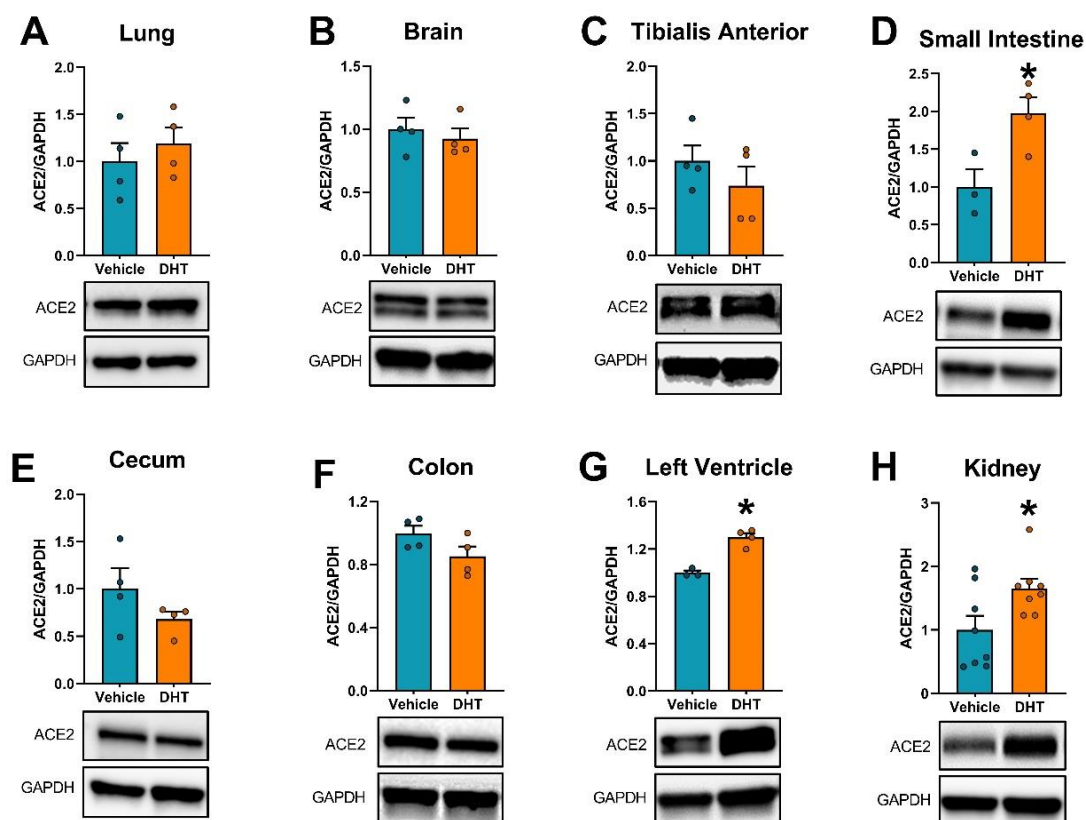 A Lung
2.0
1.5
1.0
0.5
0.0
ACE2/GAPDH
Vehicle DHT
ACE2
GAPDH
B Brain
1.5
1.0
0.5
0.0
ACE2/GAPDH
Vehicle DHT
ACE2
GAPDH
C Tibialis Anterior
2.0
1.5
1.0
0.5
0.0
ACE2/GAPDH
Vehicle DHT
ACE2
GAPDH
D Small Intestine
2.5
2.0
1.5
1.0
0.5
0.0
ACE2/GAPDH
*
Vehicle DHT
ACE2
GAPDH
E Cecum
2.0
1.5
1.0
0.5
0.0
ACE2/GAPDH
Vehicle DHT
ACE2
GAPDH
F Colon
1.2
0.8
0.4
0.0
ACE2/GAPDH
Vehicle DHT
ACE2
GAPDH
G Left Ventricle
1.6
1.2
0.8
0.4
0.0
ACE2/GAPDH
*
Vehicle DHT
ACE2
GAPDH
H Kidney
3
2
1
0
ACE2/GAPDH
*
Vehicle DHT
ACE2
GAPDH